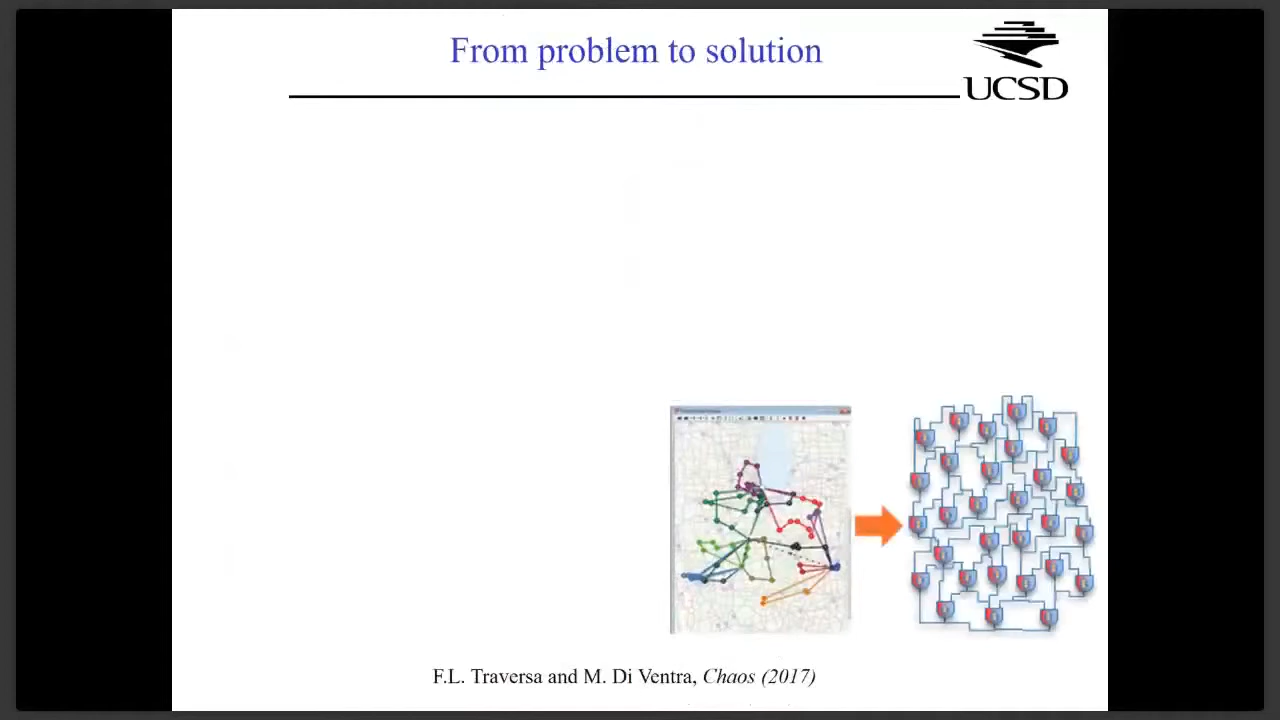 From problem to solution
UCSD
F.L. Traversa and M. Di Ventra, Chaos (2017)